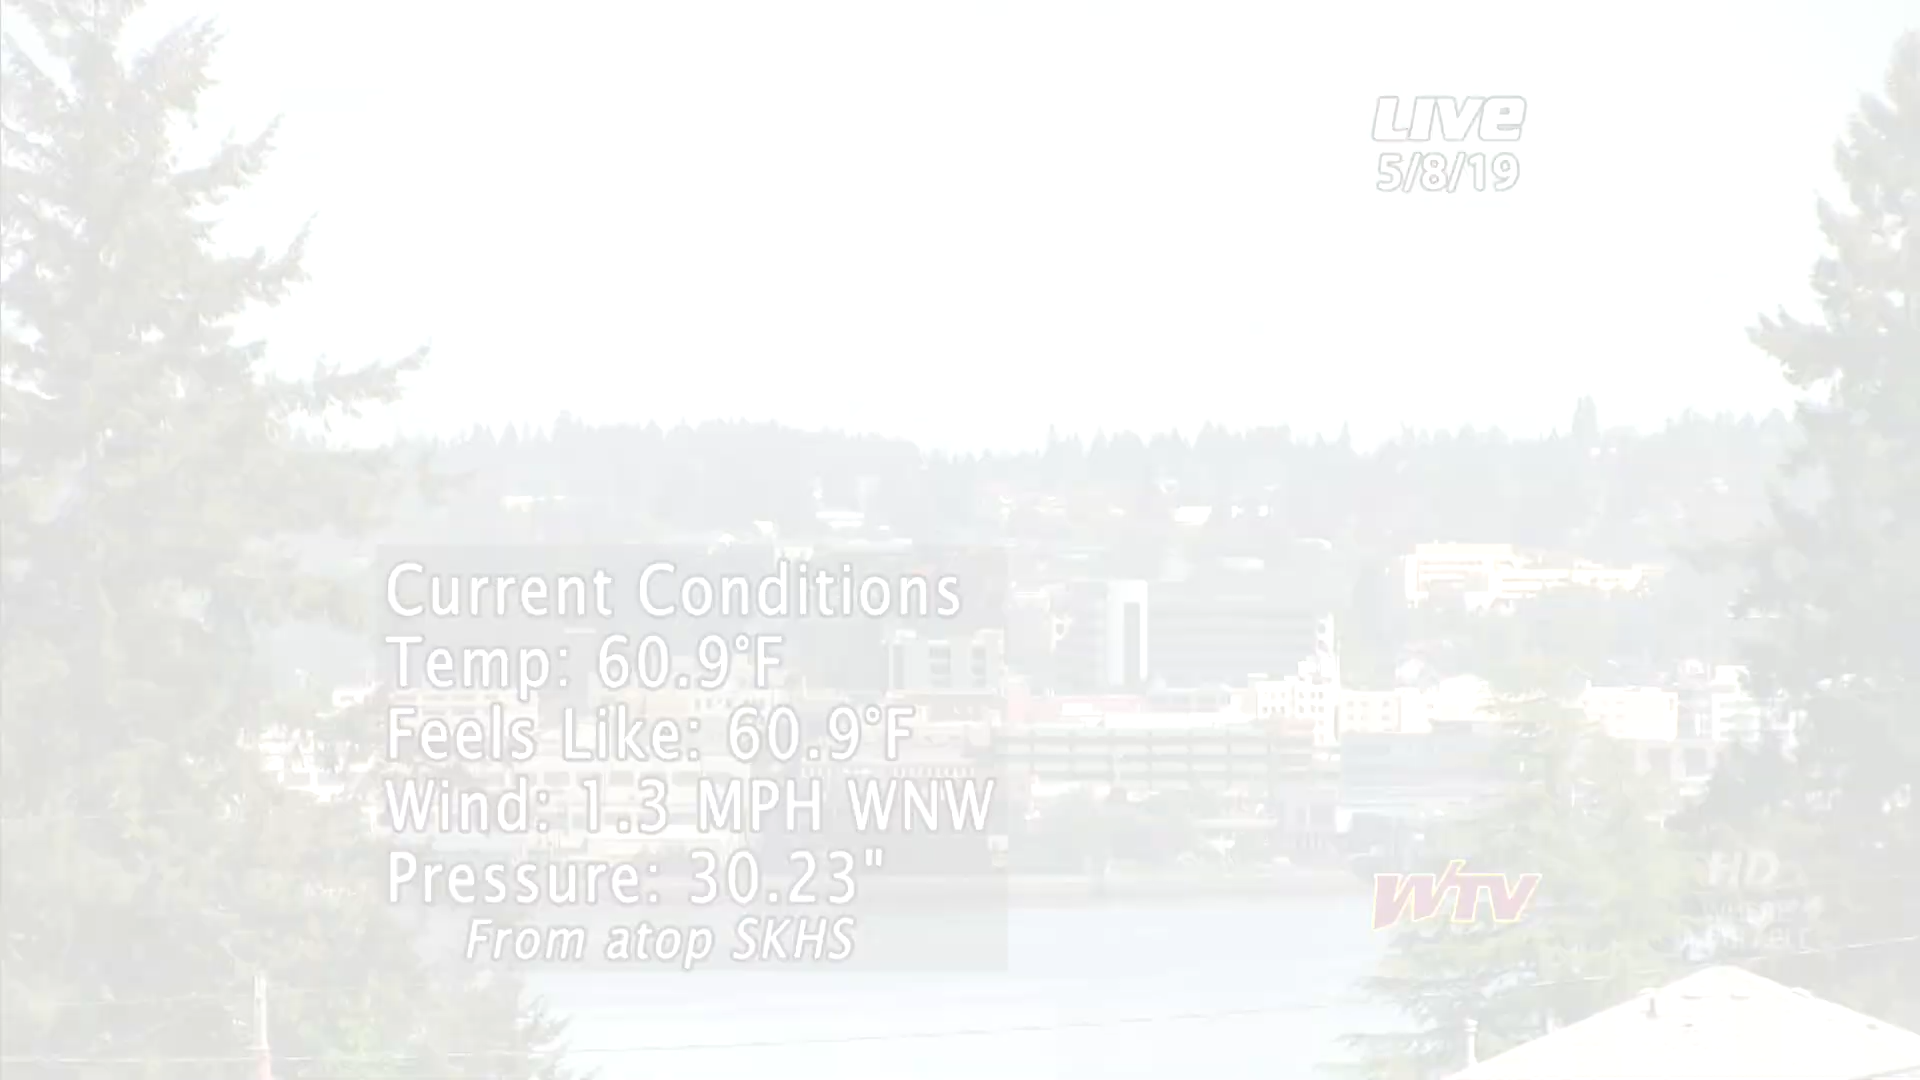 LIVE
5/8/19
Current Conditions
Temp: 60.9°F
Feels Like: 60.9°F
Wind: 1.3 MPH WNW
Pressure: 30.23"
From atop SKHS
WTV
HD